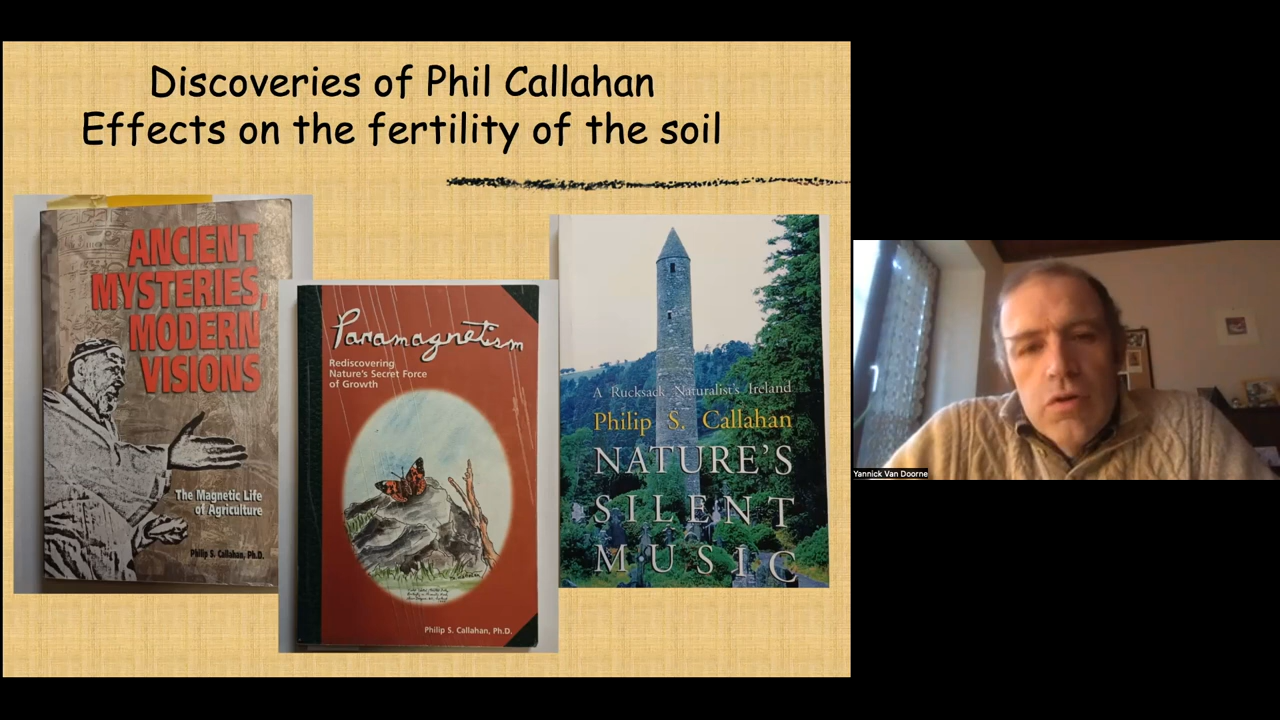 Discoveries of Phil Callahan
Effects on the fertility of the soil
ANCIENT
MYSTERIES,
MODERN
VISIONS
The Magnetic Life
of Agriculture
Philip S. Callahan, Ph.D.
Paramagnetism
Rediscovering
Nature's Secret Force
of Growth
Philip S. Callahan, Ph.D.
A Rucksack Naturalist's Ireland
Philip S. Callahan
NATURE'S
SILENT
MUSIC
Yannick Van Doorne